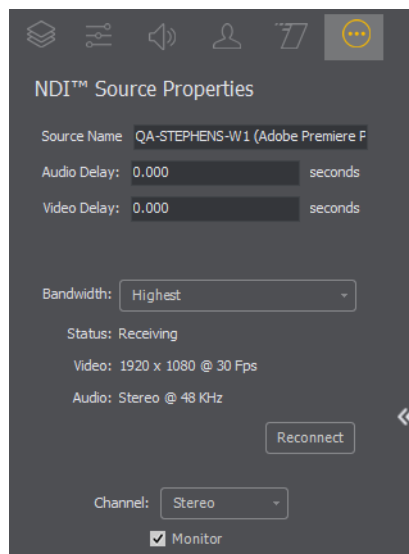 NDI™ Source Properties
Source Name QA-STEPHENS-W1 (Adobe Premiere P
Audio Delay: 0.000 seconds
Video Delay: 0.000 seconds
Bandwidth: Highest
Status: Receiving
Video: 1920 x 1080 @ 30 Fps
Audio: Stereo @ 48 KHz
Reconnect
Channel: Stereo
Monitor